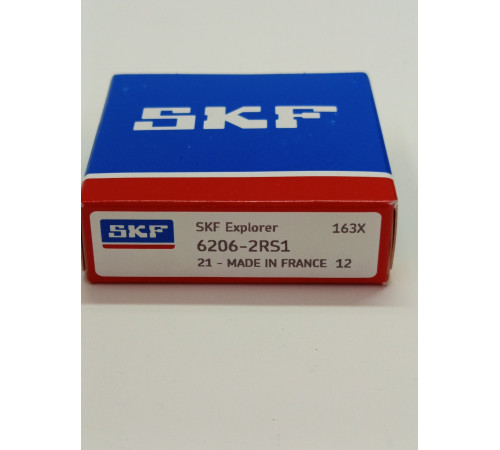 SKF
SKF SKF Explorer 163X
6206-2RS1
21 - MADE IN FRANCE 12